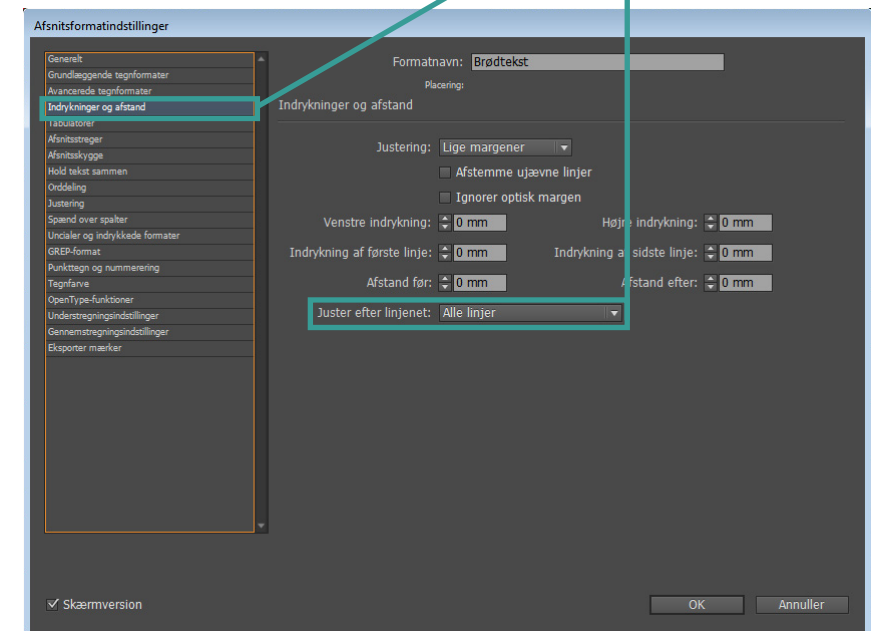 Afsnitsformatindstillinger
Generelt
Grundlæggende tegnformater
Avancerede tegnformater
Indrykninger og afstand
Tabulatorer
Afsnitsstreger
Afsnitsskygge
Hold tekst sammen
Orddeling
Justering
Spænd over spalter
Uncialer og indrykkede formater
GREP-format
Punkttegn og nummerering
Tegnfarve
OpenType-funktioner
Understregningsindstillinger
Gennemstregningsindstillinger
Eksporter mærker
Formatnavn: Brødtekst
Placering:
Indrykninger og afstand
Justering: Lige margener
Afstemme ujævne linjer
Ignorer optisk margen
Venstre indrykning: 0 mm Højre indrykning: 0 mm
Indrykning af første linje: 0 mm Indrykning af sidste linje: 0 mm
Afstand før: 0 mm Afstand efter: 0 mm
Juster efter linjenet: Alle linjer
Skærmversion
OK Annuller